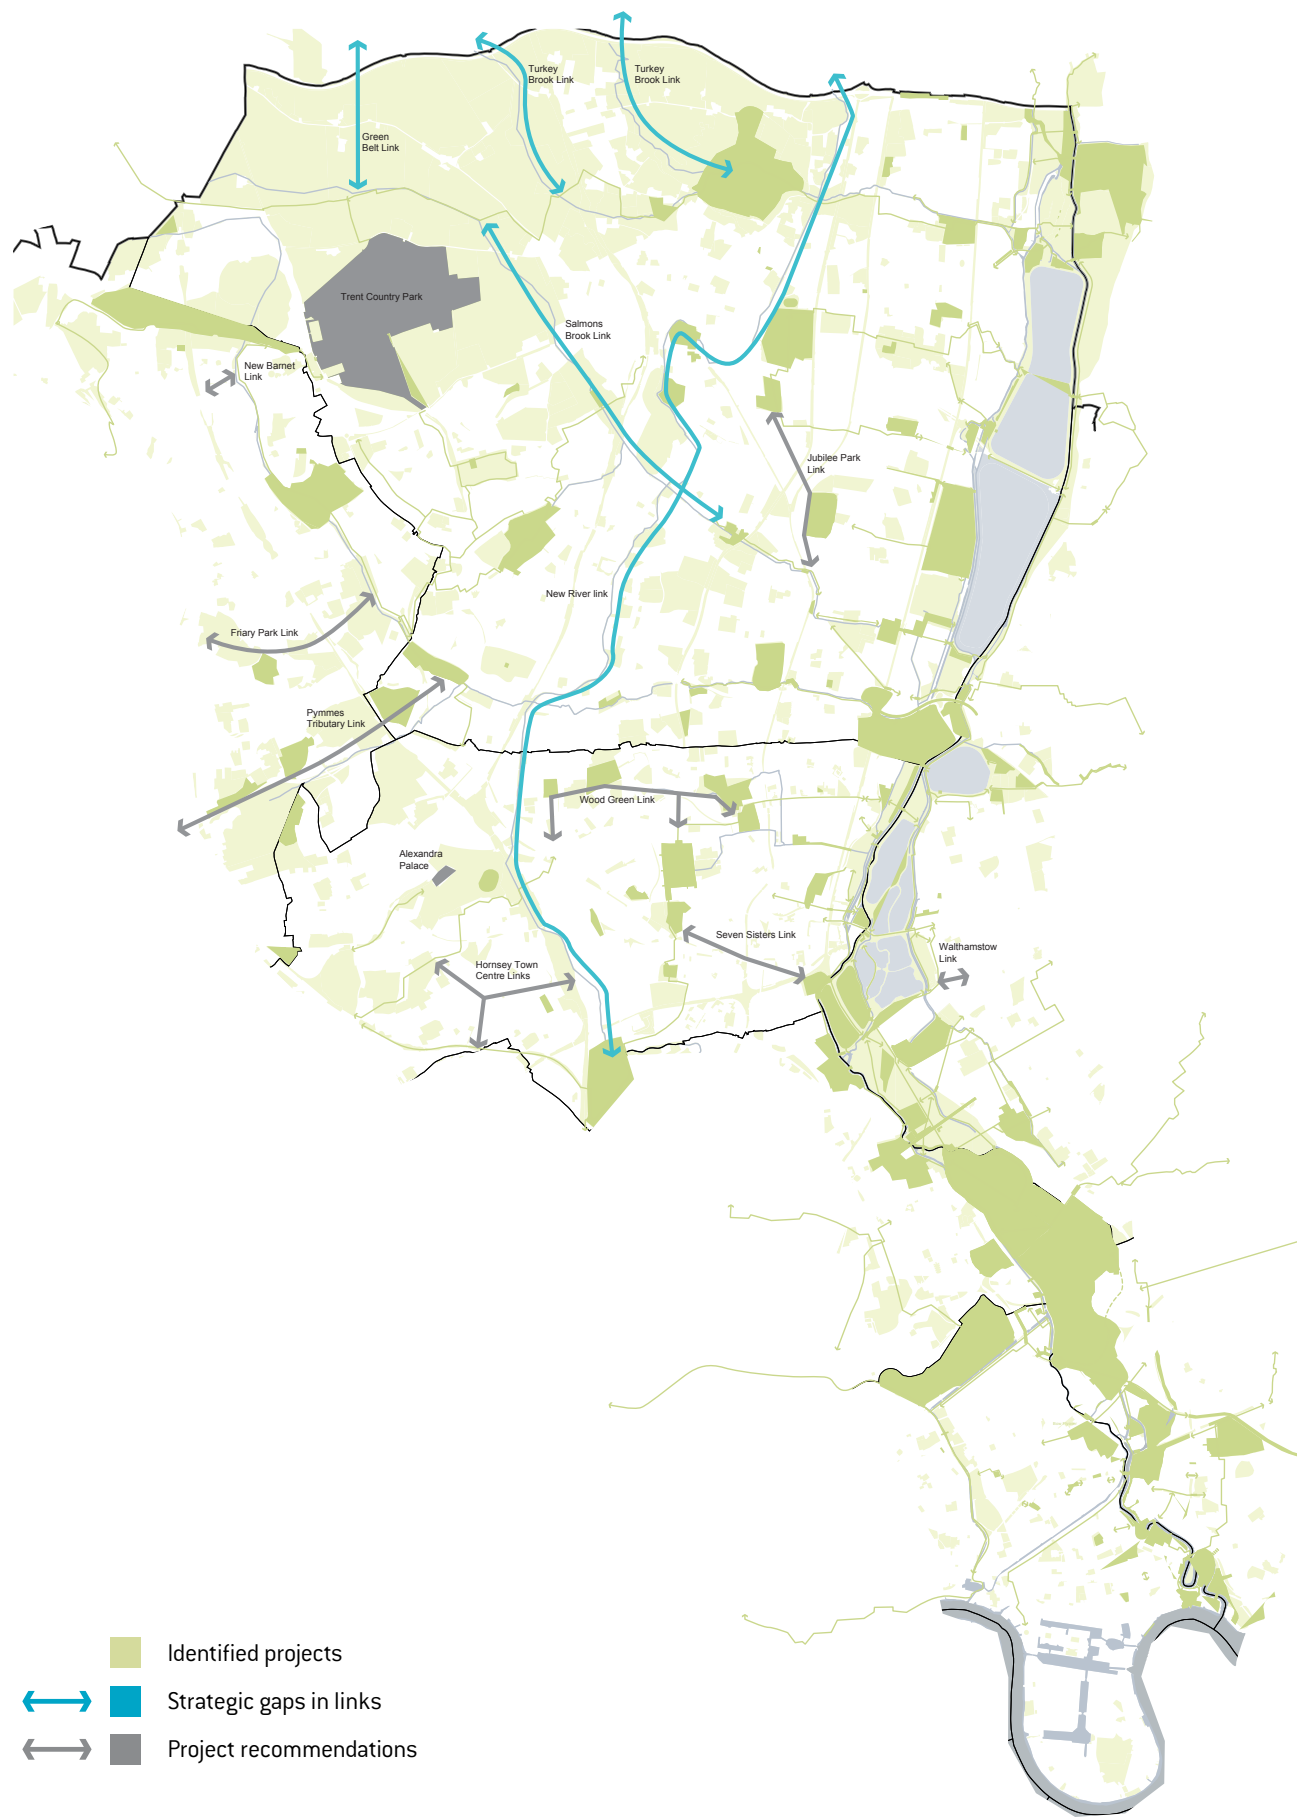 Turkey
Brook Link
Turkey
Brook Link
Green
Belt Link
Trent Country Park
Salmons
Brook Link
New Barnet
Link
Jubilee Park
Link
New River link
Friary Park Link
Pymmes
Tributary Link
Wood Green Link
Alexandra
Palace
Seven Sisters Link
Walthamstow
Link
Hornsey Town
Centre Links
Identified projects
Strategic gaps in links
Project recommendations